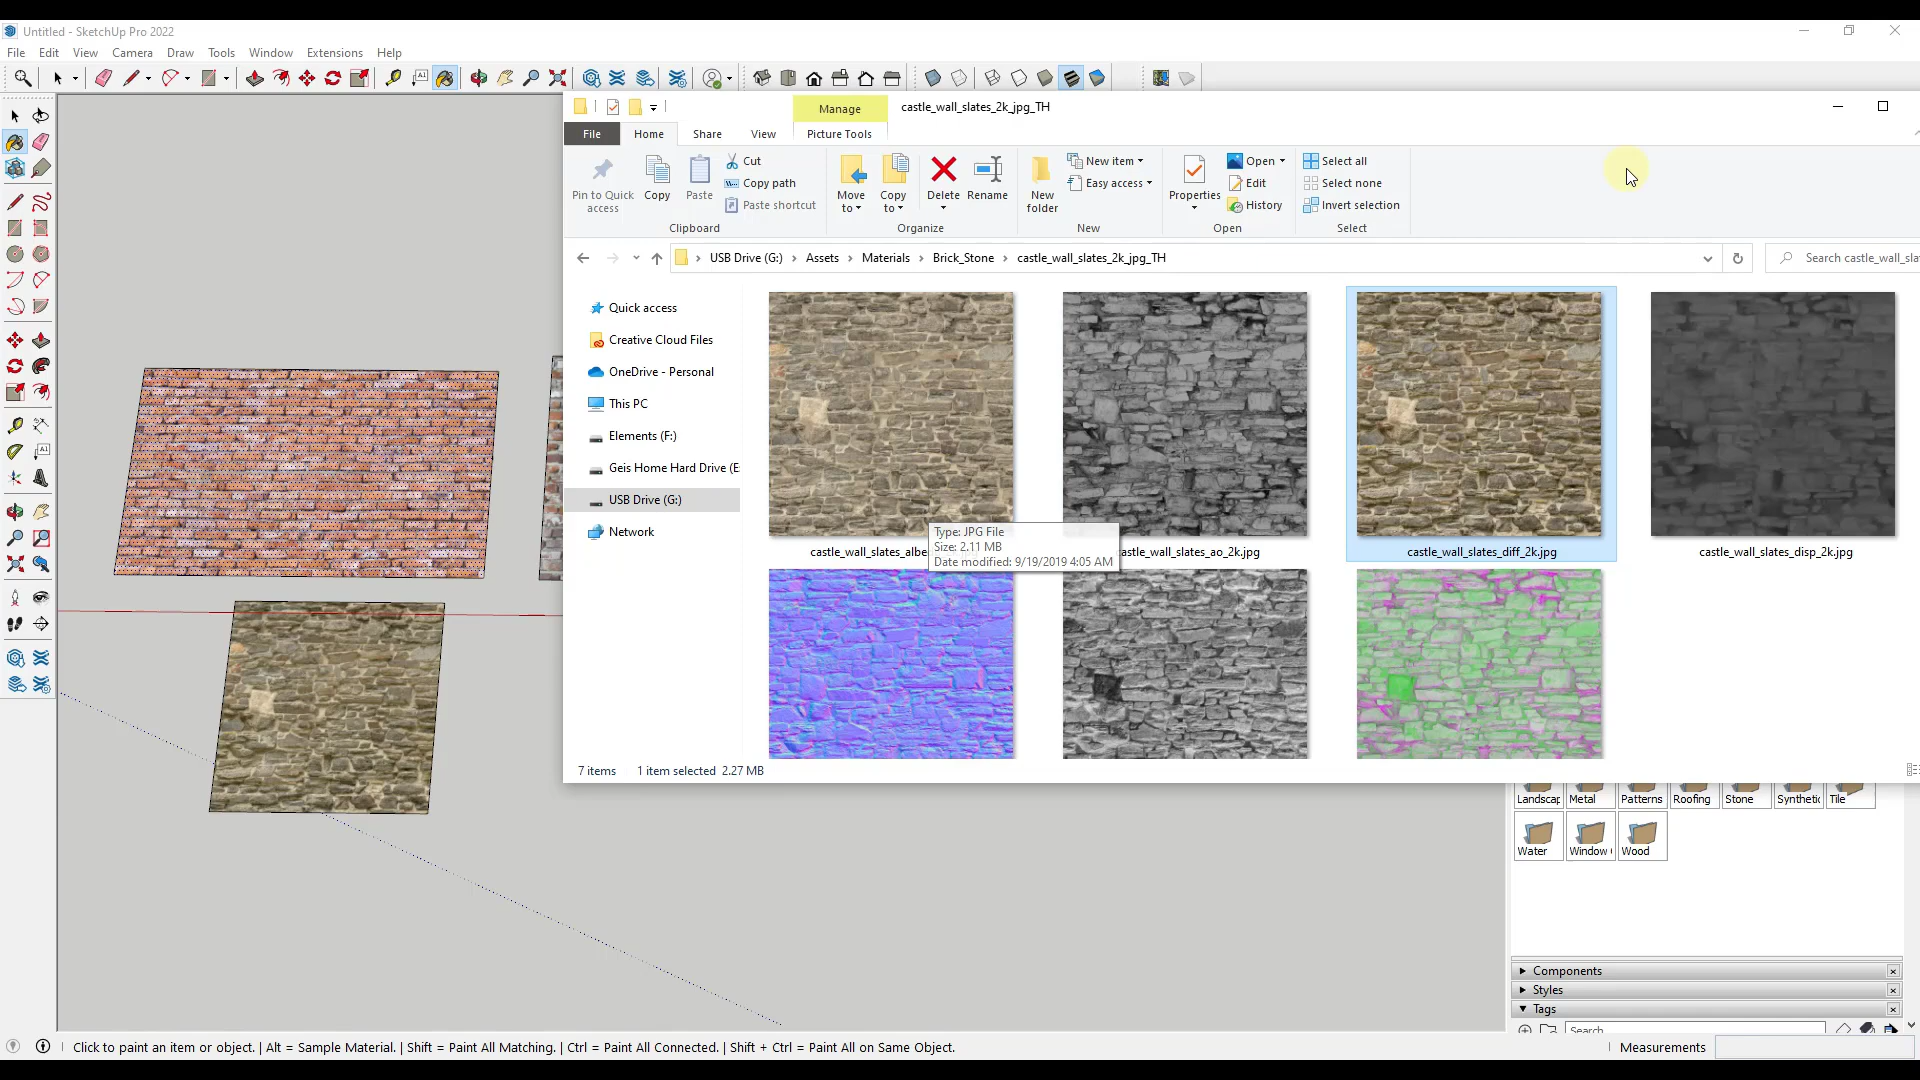 Untitled - SketchUp Pro 2022
File Edit View Camera Draw Tools Window Extensions Help
Manage castle_wall_slates_2k_jpg_TH
File Home Share View Picture Tools
Pin to Quick access
Copy
Paste
Cut
Copy path
Paste shortcut
Clipboard
Move to
Copy to
Delete
Rename
Organize
New folder
New item
Easy access
New
Properties
Open
Edit
History
Open
Select all
Select none
Invert selection
Select
USB Drive (G:) Assets Materials Brick_Stone castle_wall_slates_2k_jpg_TH
Search castle_wall_sla
Quick access
Creative Cloud Files
OneDrive - Personal
This PC
Elements (F:)
Geis Home Hard Drive (E
USB Drive (G:)
Network
castle_wall_slates_albe
astle_wall_slates_ao_2k.jpg
castle_wall_slates_diff_2k.jpg
castle_wall_slates_disp_2k.jpg
Type: JPG File
Size: 2.11 MB
Date modified: 9/19/2019 4:05 AM
7 items 1 item selected 2.27 MB
Landscap Metal Patterns Roofing Stone Synthetic Tile
Water Window Wood
Components
Styles
Tags
Search
Click to paint an item or object. | Alt = Sample Material. | Shift = Paint All Matching. | Ctrl = Paint All Connected. | Shift + Ctrl = Paint All on Same Object.
Measurements